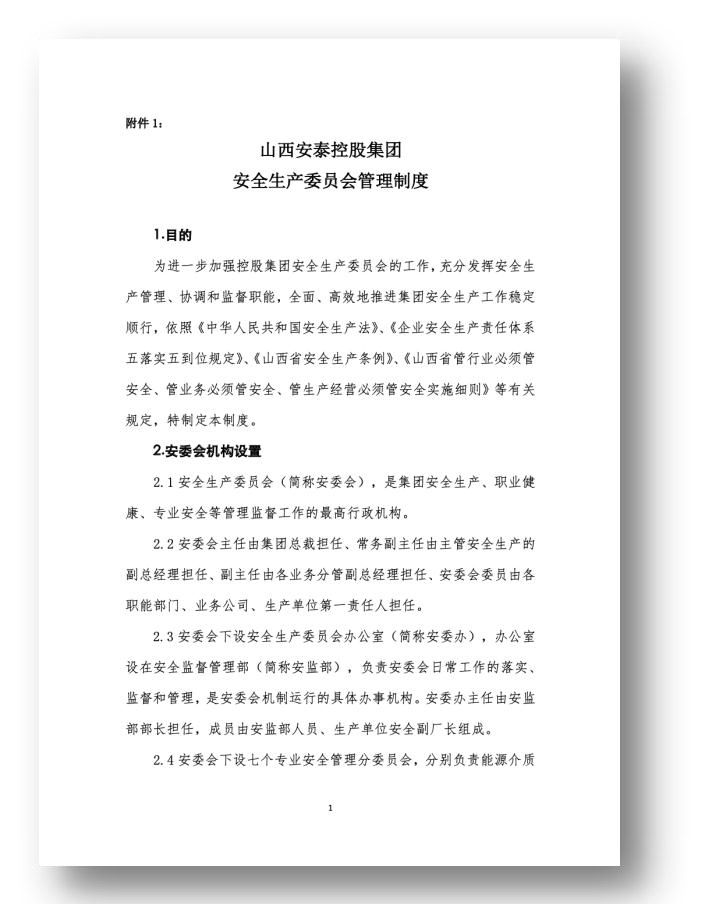 附件 1：
山西安泰控股集团
安全生产委员会管理制度
1.目的
为进一步加强控股集团安全生产委员会的工作，充分发挥安全生
产管理、协调和监督职能，全面、高效地推进集团安全生产工作稳定
顺行，依照《中华人民共和国安全生产法》、《企业安全生产责任体系
五落实五到位规定》、《山西省安全生产条例》、《山西省管行业必须管
安全、管业务必须管安全、管生产经营必须管安全实施细则》等有关
规定，特制定本制度。
2.安委会机构设置
2.1 安全生产委员会（简称安委会），是集团安全生产、职业健
康、专业安全等管理监督工作的最高行政机构。
2.2 安委会主任由集团总裁担任、常务副主任由主管安全生产的
副总经理担任、副主任由各业务分管副总经理担任、安委会委员由各
职能部门、业务公司、生产单位第一责任人担任。
2.3 安委会下设安全生产委员会办公室（简称安委办），办公室
设在安全监督管理部（简称安监部），负责安委会日常工作的落实、
监督和管理，是安委会机制运行的具体办事机构。安委办主任由安监
部部长担任，成员由安监部人员、生产单位安全副厂长组成。
2.4 安委会下设七个专业安全管理分委员会，分别负责能源介质
1